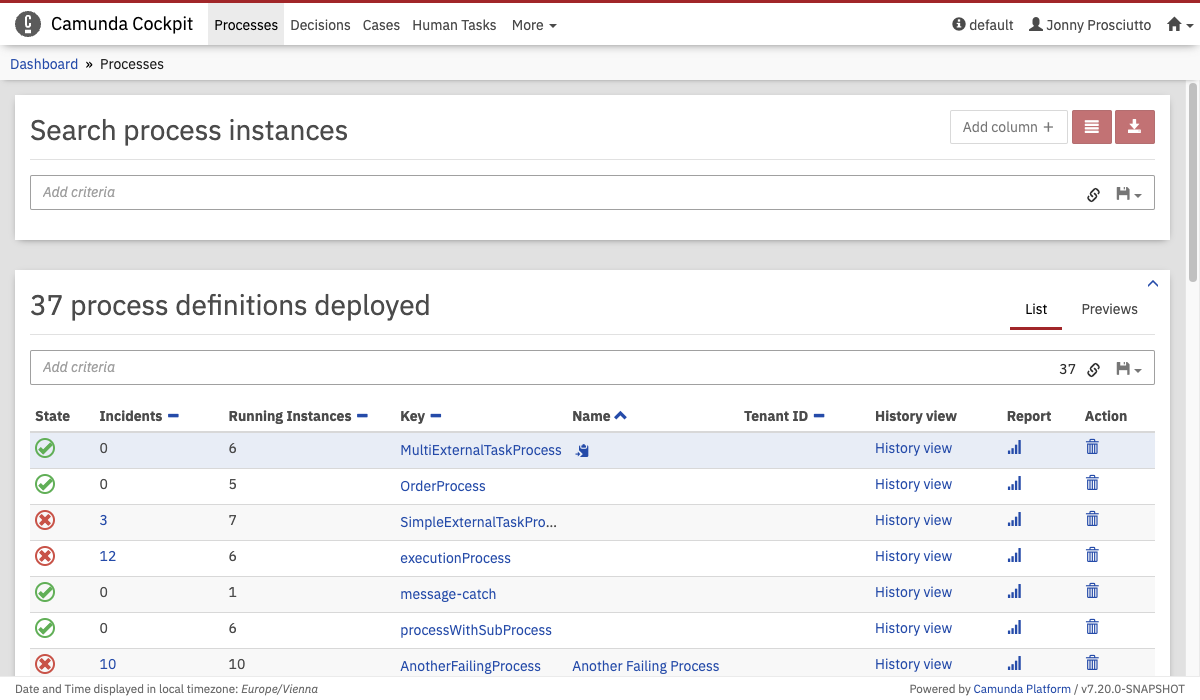 Camunda Cockpit Processes Decisions Cases Human Tasks More default Jonny Prosciutto
Dashboard » Processes
Search process instances Add column +
Add criteria
37 process definitions deployed List Previews
Add criteria 37
State Incidents Running Instances Key Name Tenant ID History view Report Action
0 6 MultiExternalTaskProcess History view
0 5 OrderProcess History view
3 7 SimpleExternalTaskPro... History view
12 6 executionProcess History view
0 1 message-catch History view
0 6 processWithSubProcess History view
10 10 AnotherFailingProcess Another Failing Process History view
Date and Time displayed in local timezone: Europe/Vienna Powered by Camunda Platform / v7.20.0-SNAPSHOT